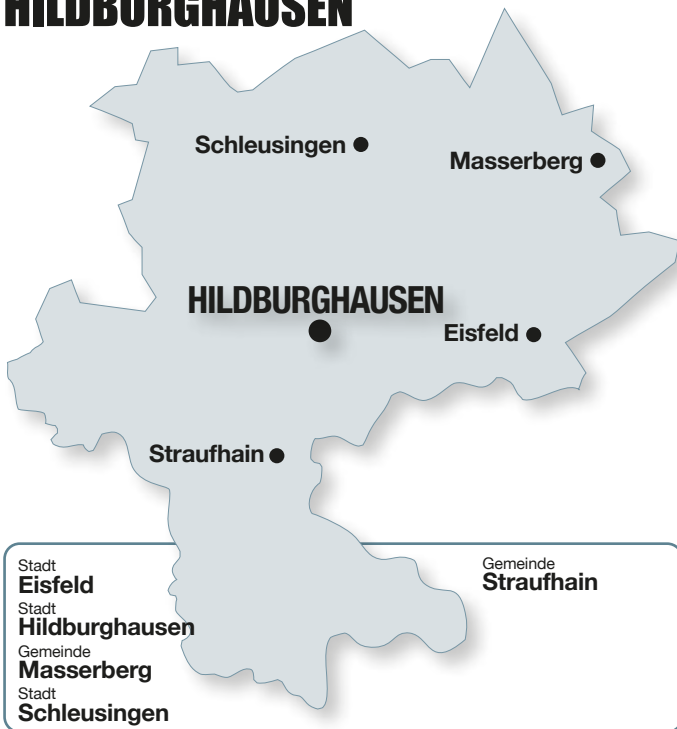 HILDBURGHAUSEN
Schleusingen
Masserberg
HILDBURGHAUSEN
Eisfeld
Straufhain
Stadt
Eisfeld
Stadt
Hildburghausen
Gemeinde
Masserberg
Stadt
Schleusingen
Gemeinde
Straufhain